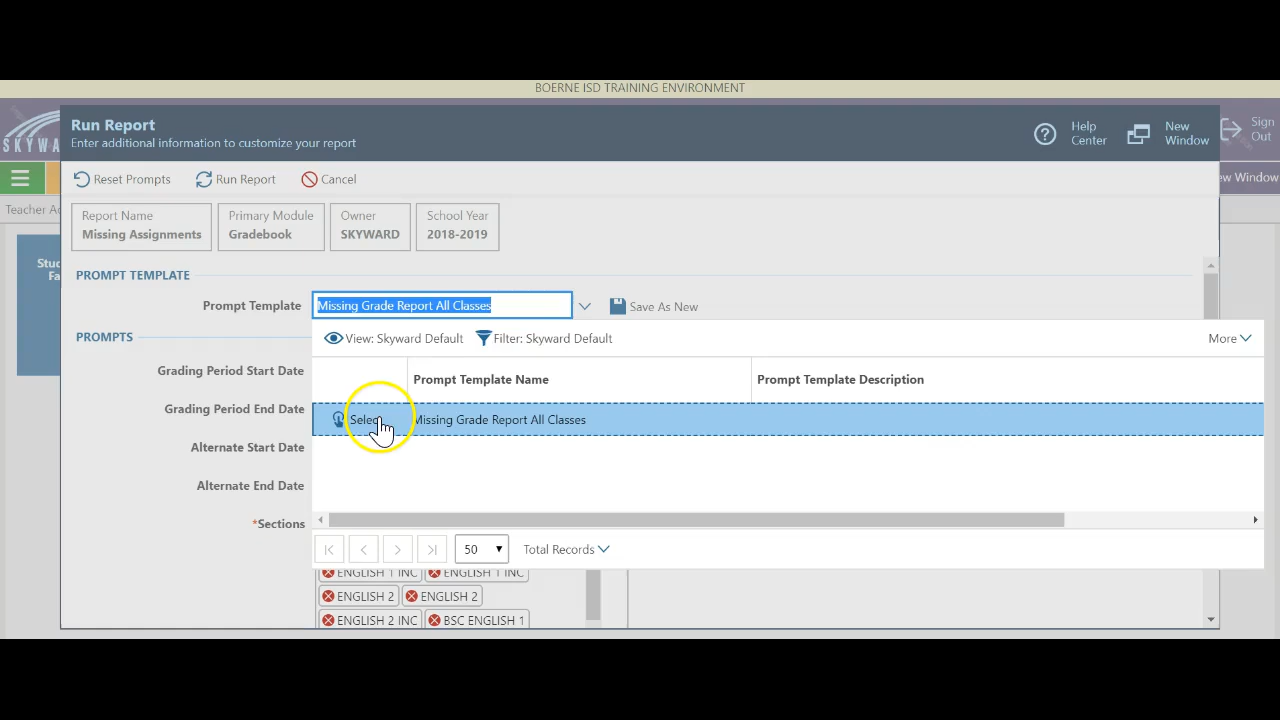 BOERNE ISD TRAINING ENVIRONMENT
SKYWA
Run Report
Enter additional information to customize your report
Help Center
New Window
Sign Out
ew Window
Reset Prompts
Run Report
Cancel
Teacher Ac
Report Name
Missing Assignments
Primary Module
Gradebook
Owner
SKYWARD
School Year
2018-2019
Stu
Fa
PROMPT TEMPLATE
Prompt Template
Missing Grade Report All Classes
Save As New
PROMPTS
View: Skyward Default
Filter: Skyward Default
More
Grading Period Start Date
Prompt Template Name
Prompt Template Description
Grading Period End Date
Select
Missing Grade Report All Classes
Alternate Start Date
Alternate End Date
*Sections
50
Total Records
ENGLISH 1 INC
ENGLISH 1 INC
ENGLISH 2
ENGLISH 2
ENGLISH 2 INC
BSC ENGLISH 1